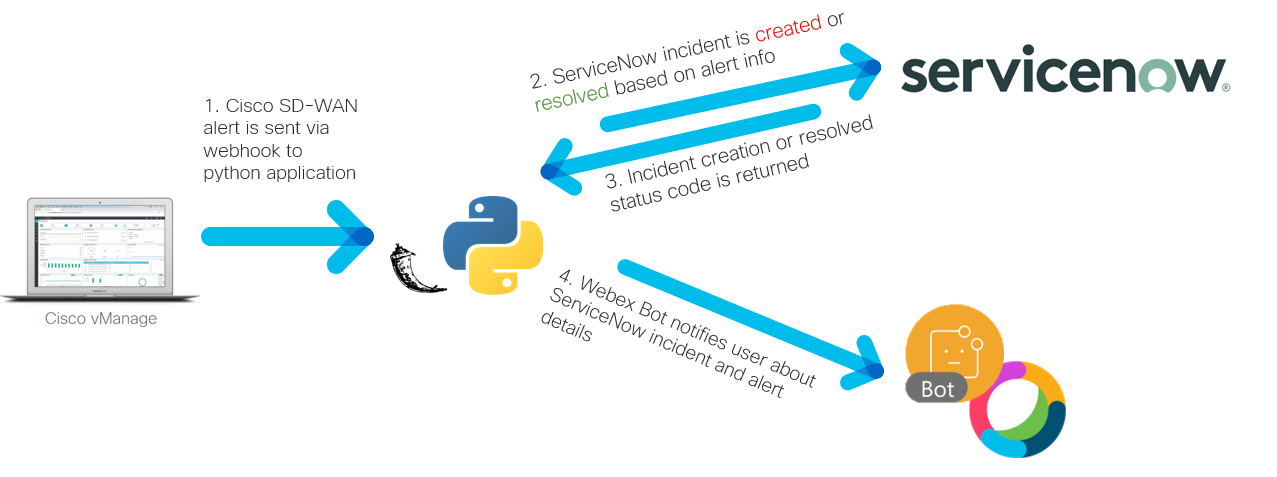 2. ServiceNow incident is created or
resolved based on alert info
servicenow®
1. Cisco SD-WAN
alert is sent via
webhook to
python application
3. Incident creation or resolved
status code is returned
Cisco vManage
4. Webex Bot notifies user about
ServiceNow incident and alert
details
Bot